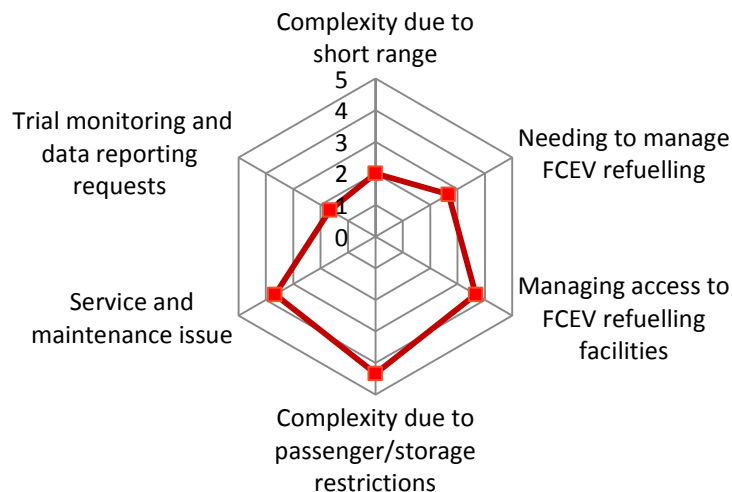 Complexity due to
short range
5
4
3
2
1
0
Needing to manage
FCEV refuelling
Managing access to
FCEV refuelling
facilities
Complexity due to
passenger/storage
restrictions
Service and
maintenance issue
Trial monitoring and
data reporting
requests